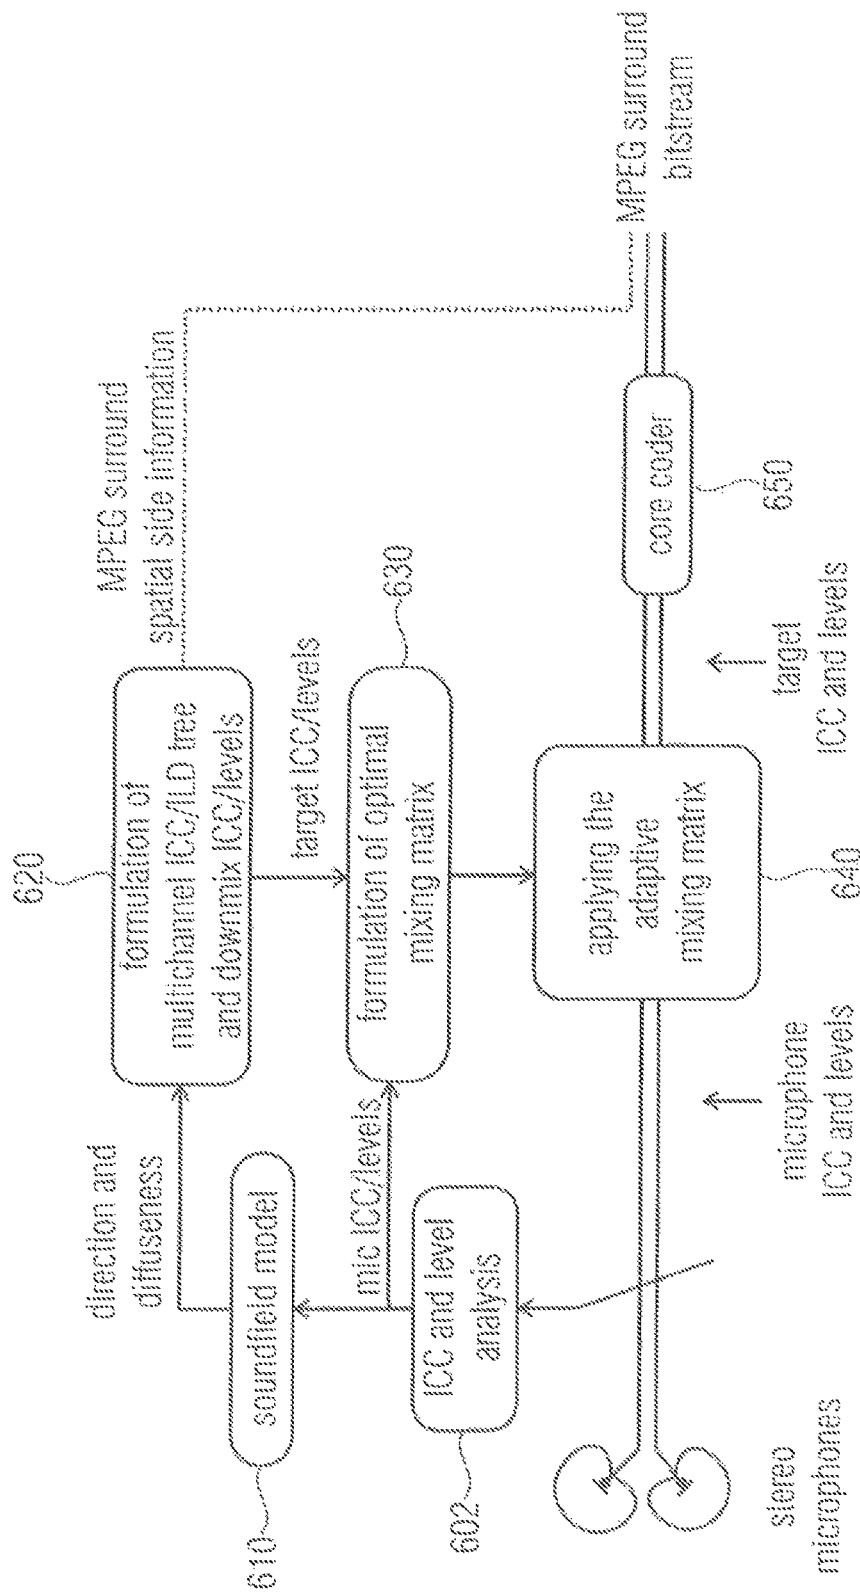 620
formulation of
multichannel ICC/ILD tree
and downmix ICC/levels
MPEG surround
spatial side information
direction and
diffuseness
soundfield model
610
target ICC/levels
630
formulation of optimal
mixing matrix
mic ICC/levels
ICC and level
analysis
602
applying the
adaptive
mixing matrix
640
core coder
650
MPEG surround
bitstream
stereo
microphones
microphone
ICC and levels
target
ICC and levels